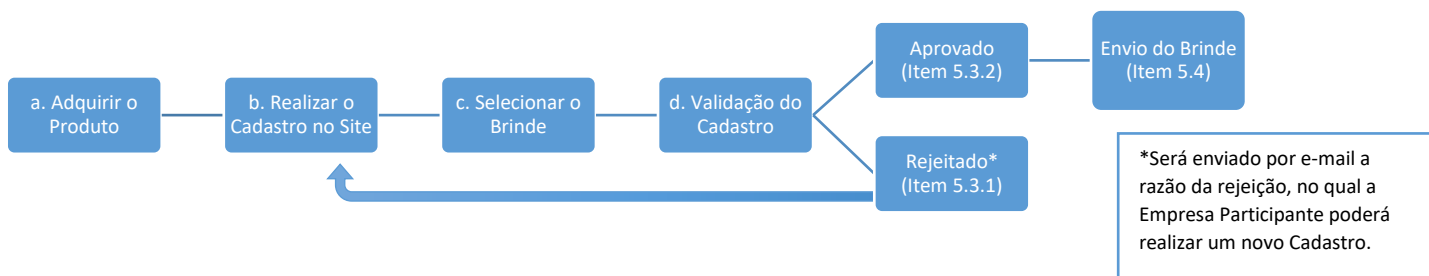 a. Adquirir o
Produto
b. Realizar o
Cadastro no Site
c. Selecionar o
Brinde
d. Validação do
Cadastro
Aprovado
(Item 5.3.2)
Envio do Brinde
(Item 5.4)
Rejeitado*
(Item 5.3.1)
*Será enviado por e-mail a
razão da rejeição, no qual a
Empresa Participante poderá
realizar um novo Cadastro.